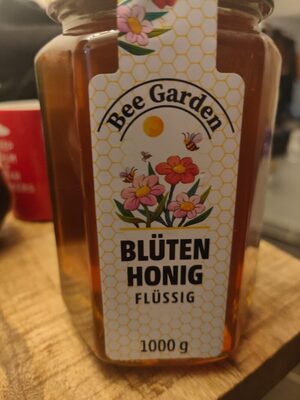 Bee Garden
BLÜTEN
HONIG
FLÜSSIG
1000 g